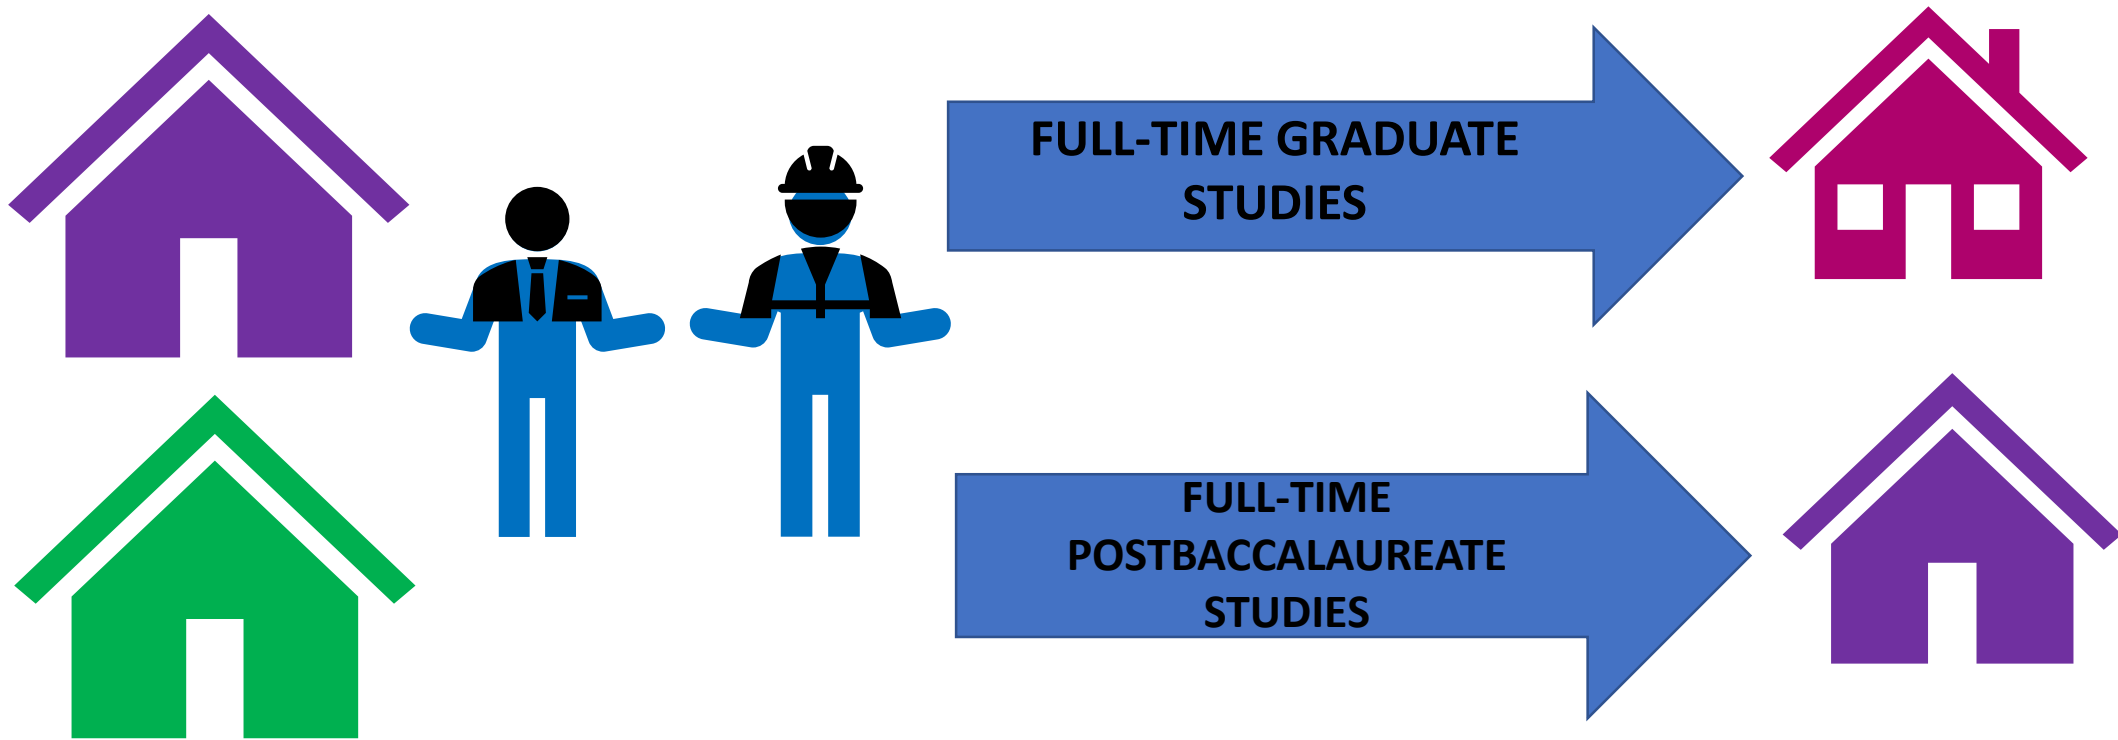 FULL-TIME GRADUATE
STUDIES
FULL-TIME
POSTBACCALAUREATE
STUDIES